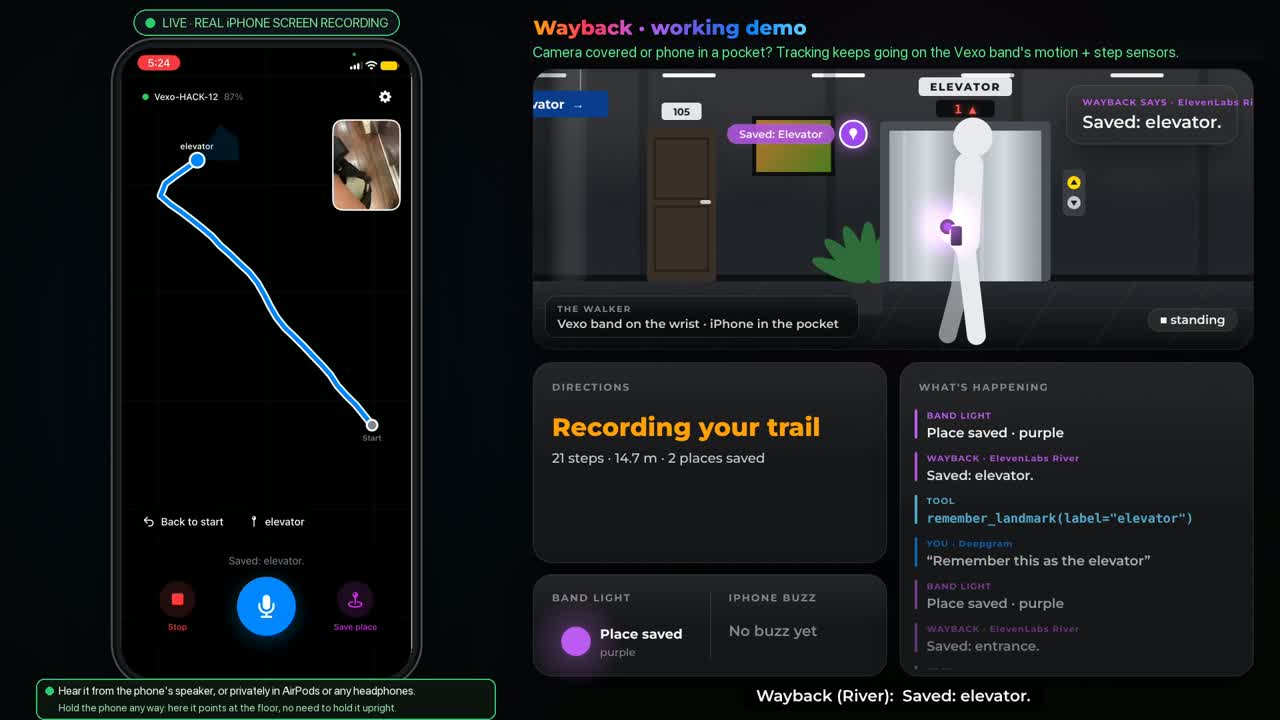 LIVE · REAL iPHONE SCREEN RECORDING
5:24
Vexo-HACK-12 87%
elevator
Start
Back to start
elevator
Saved: elevator.
Stop
Save place
Hear it from the phone's speaker, or privately in AirPods or any headphones.
Hold the phone any way: here it points at the floor, no need to hold it upright.
Wayback · working demo
Camera covered or phone in a pocket? Tracking keeps going on the Vexo band's motion + step sensors.
vator →
105
Saved: Elevator
ELEVATOR
1 ▲
WAYBACK SAYS · ElevenLabs Ri
Saved: elevator.
THE WALKER
Vexo band on the wrist · iPhone in the pocket
■ standing
DIRECTIONS
Recording your trail
21 steps · 14.7 m · 2 places saved
BAND LIGHT
Place saved
purple
IPHONE BUZZ
No buzz yet
WHAT'S HAPPENING
BAND LIGHT
Place saved · purple
WAYBACK · ElevenLabs River
Saved: elevator.
TOOL
remember_landmark(label="elevator")
YOU · Deepgram
“Remember this as the elevator”
BAND LIGHT
Place saved · purple
WAYBACK · ElevenLabs River
Saved: entrance.
Wayback (River): Saved: elevator.